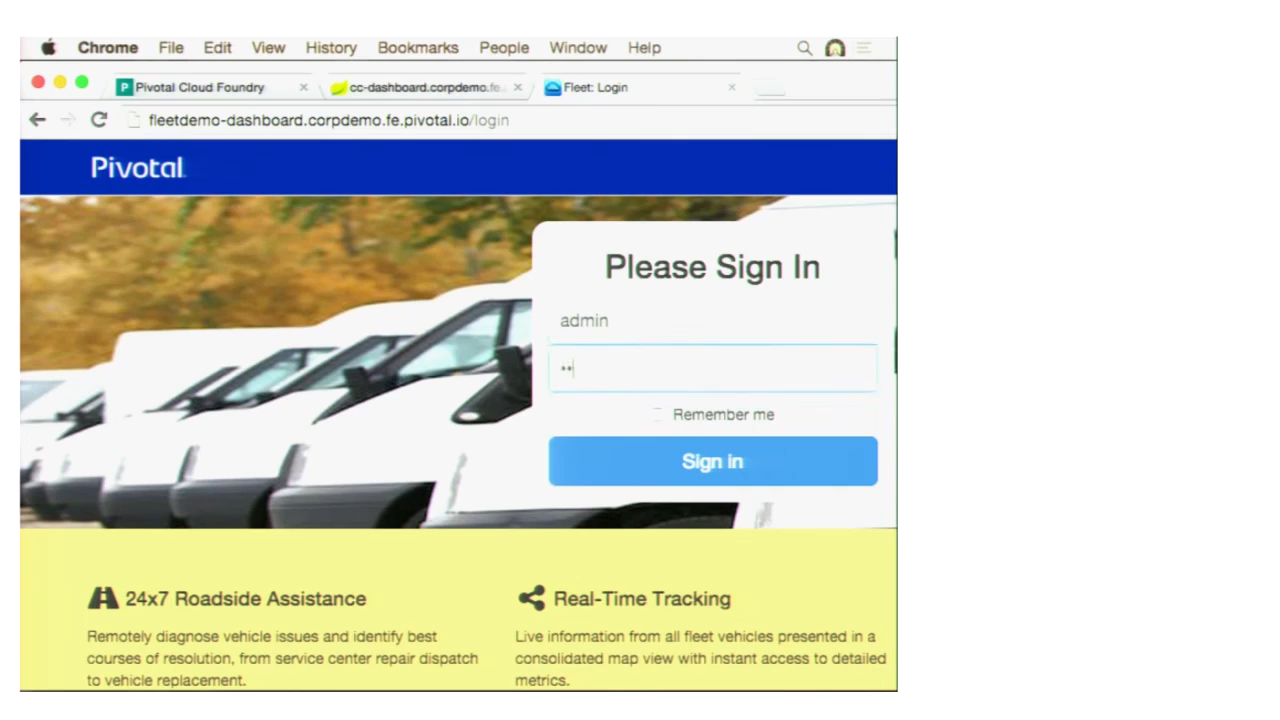 Chrome File Edit View History Bookmarks People Window Help
Pivotal Cloud Foundry
cc-dashboard.corpdemo.fe..
Fleet: Login
fleetdemo-dashboard.corpdemo.fe.pivotal.io/login
Pivotal
Please Sign In
admin
Remember me
Sign in
24x7 Roadside Assistance
Remotely diagnose vehicle issues and identify best
courses of resolution, from service center repair dispatch
to vehicle replacement.
Real-Time Tracking
Live information from all fleet vehicles presented in a
consolidated map view with instant access to detailed
metrics.